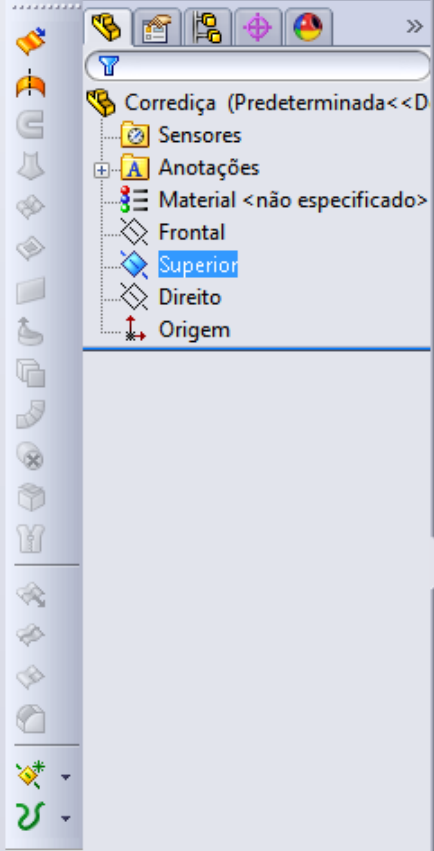 Corrediça (Predeterminada<<D
Sensores
A Anotações
Material <não especificado>
Frontal
Superior
Direito
Origem